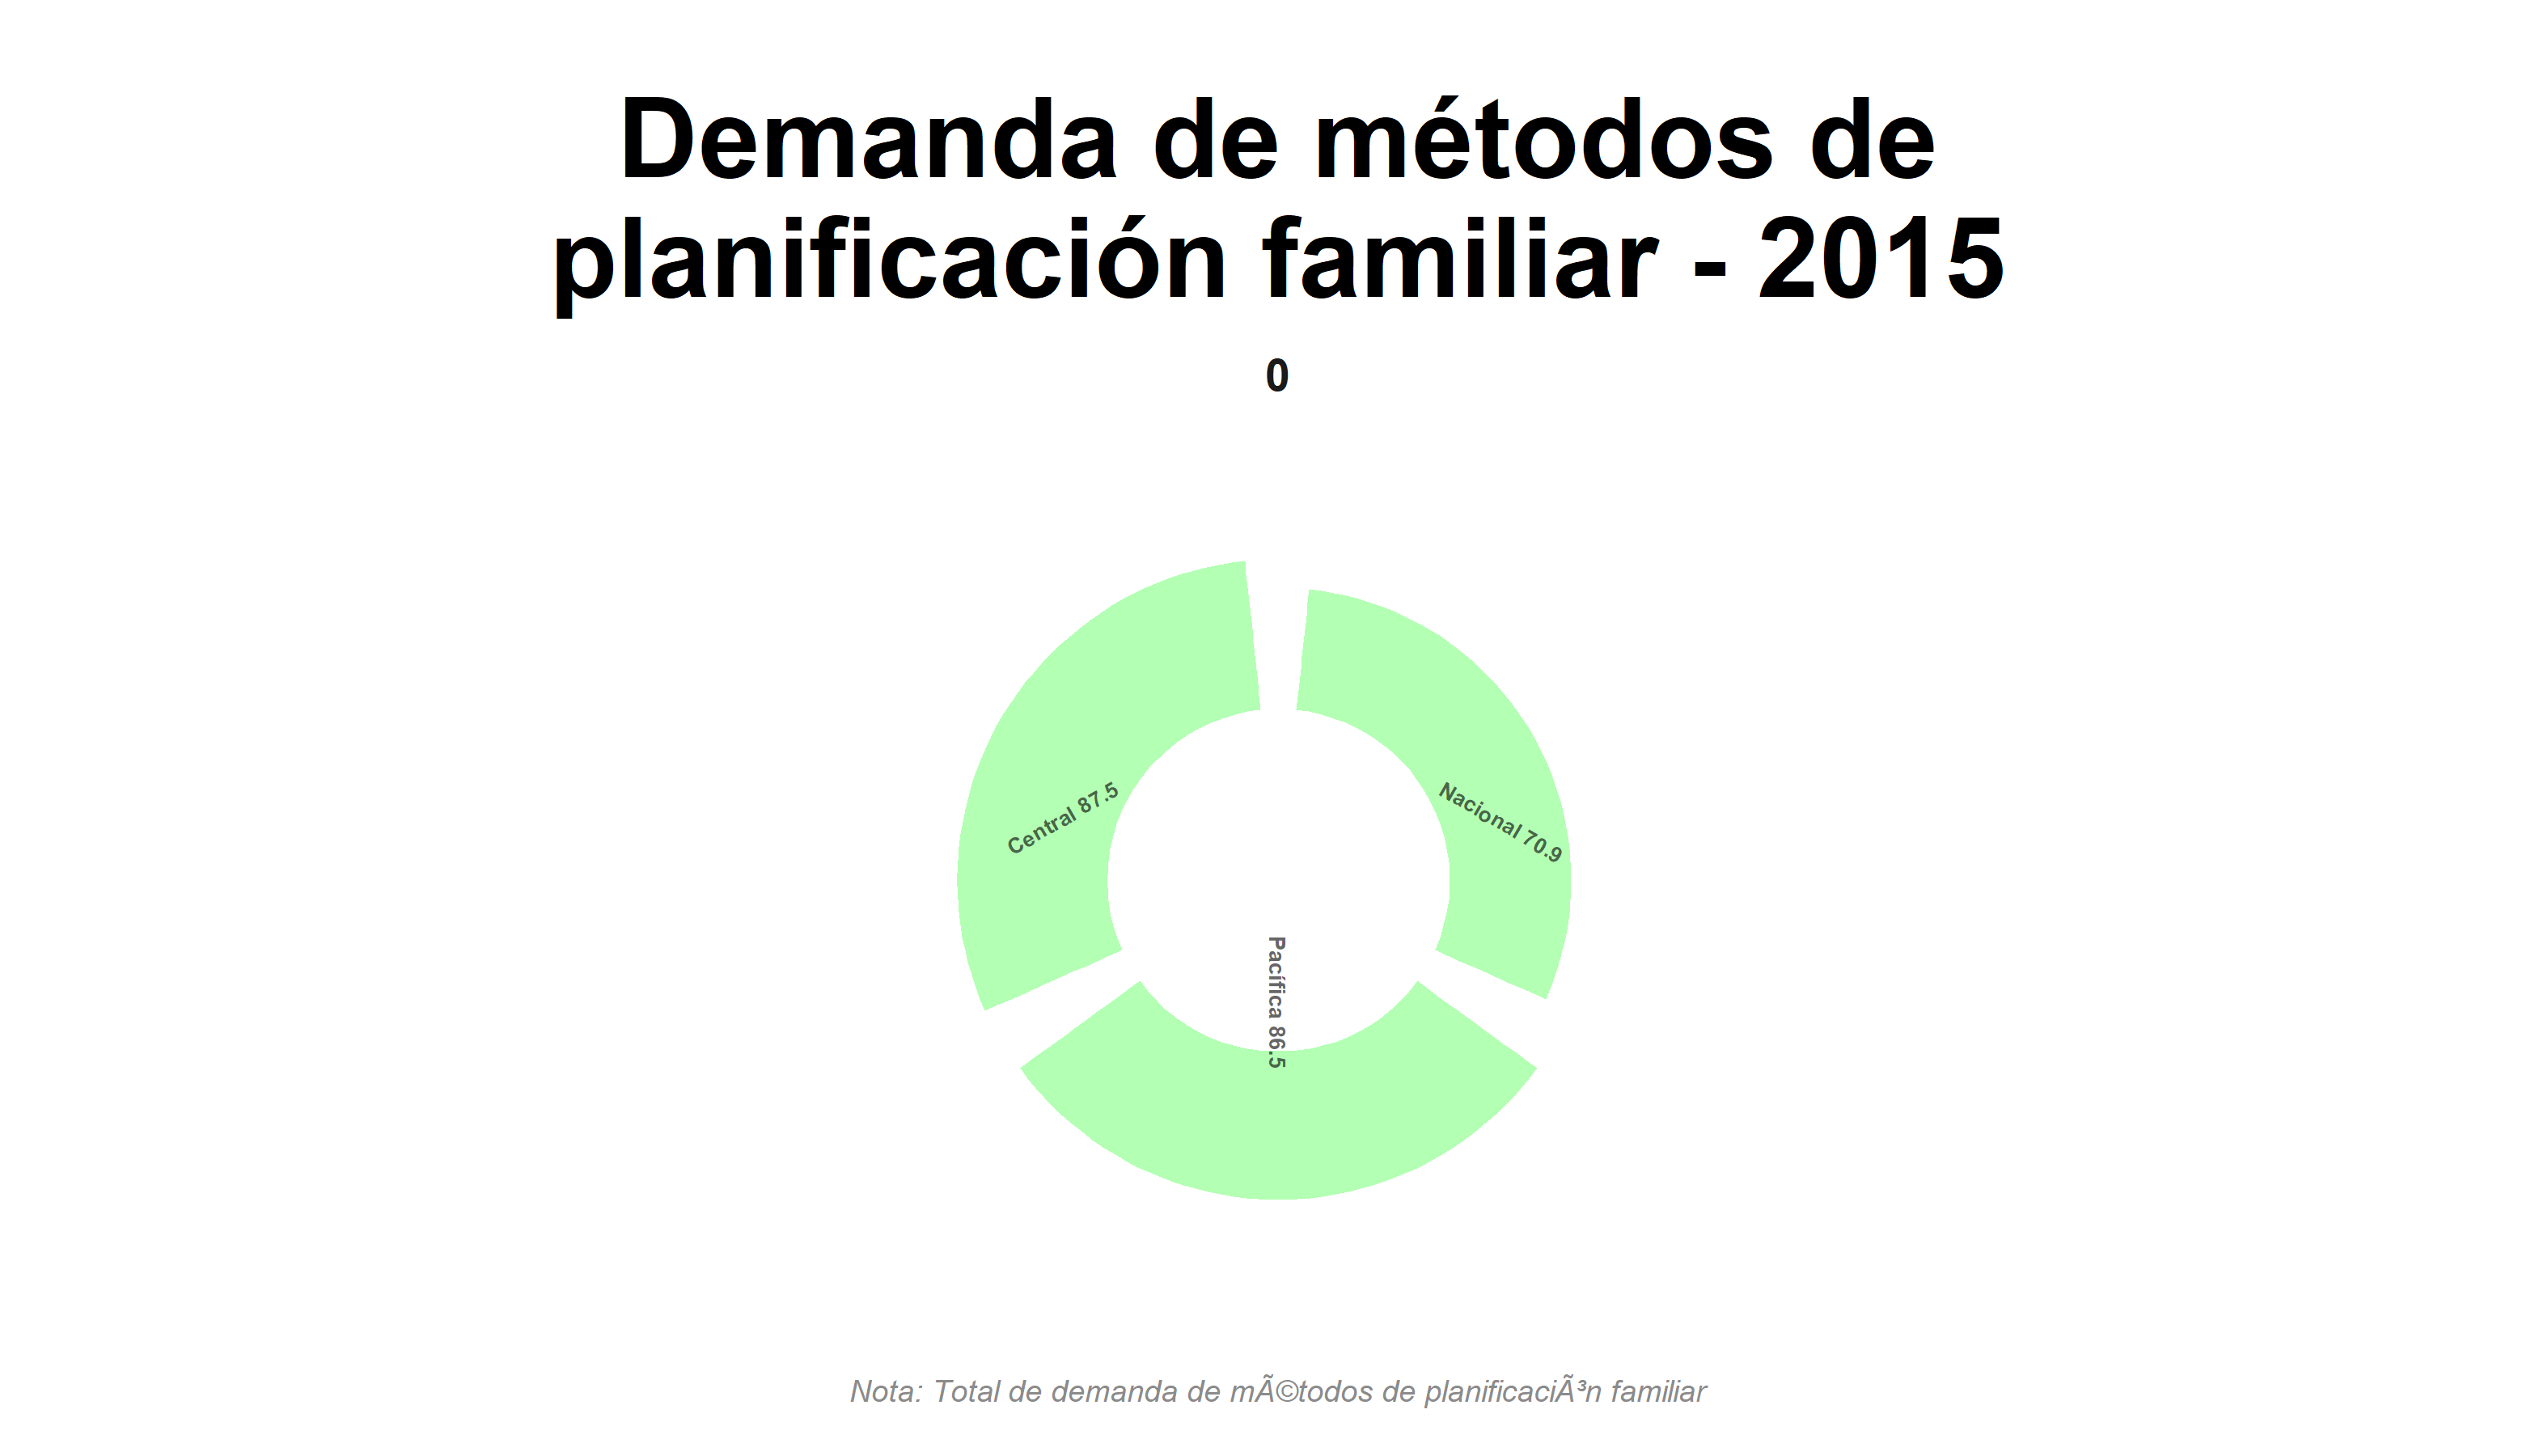 Demanda de métodos de
planificación familiar - 2015
0
Central 87.5
Nacional 70.9
Pacífica 86.5
Nota: Total de demanda de mÃ©todos de planificaciÃ³n familiar